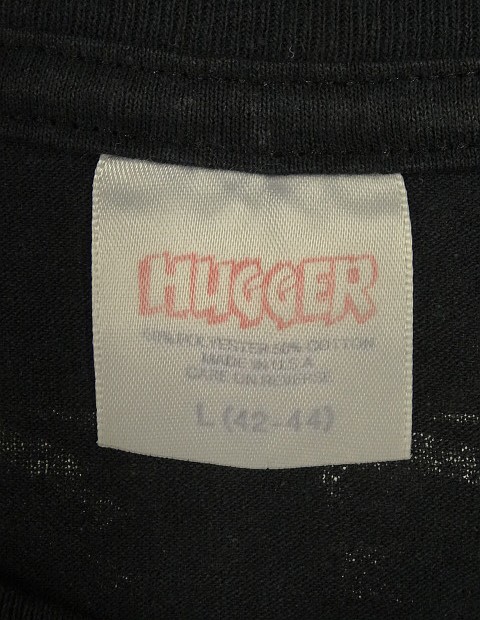 HUGGER
50% POLYESTER 50% COTTON
MADE IN U.S.A
CARE ON REVERSE
L (42-44)